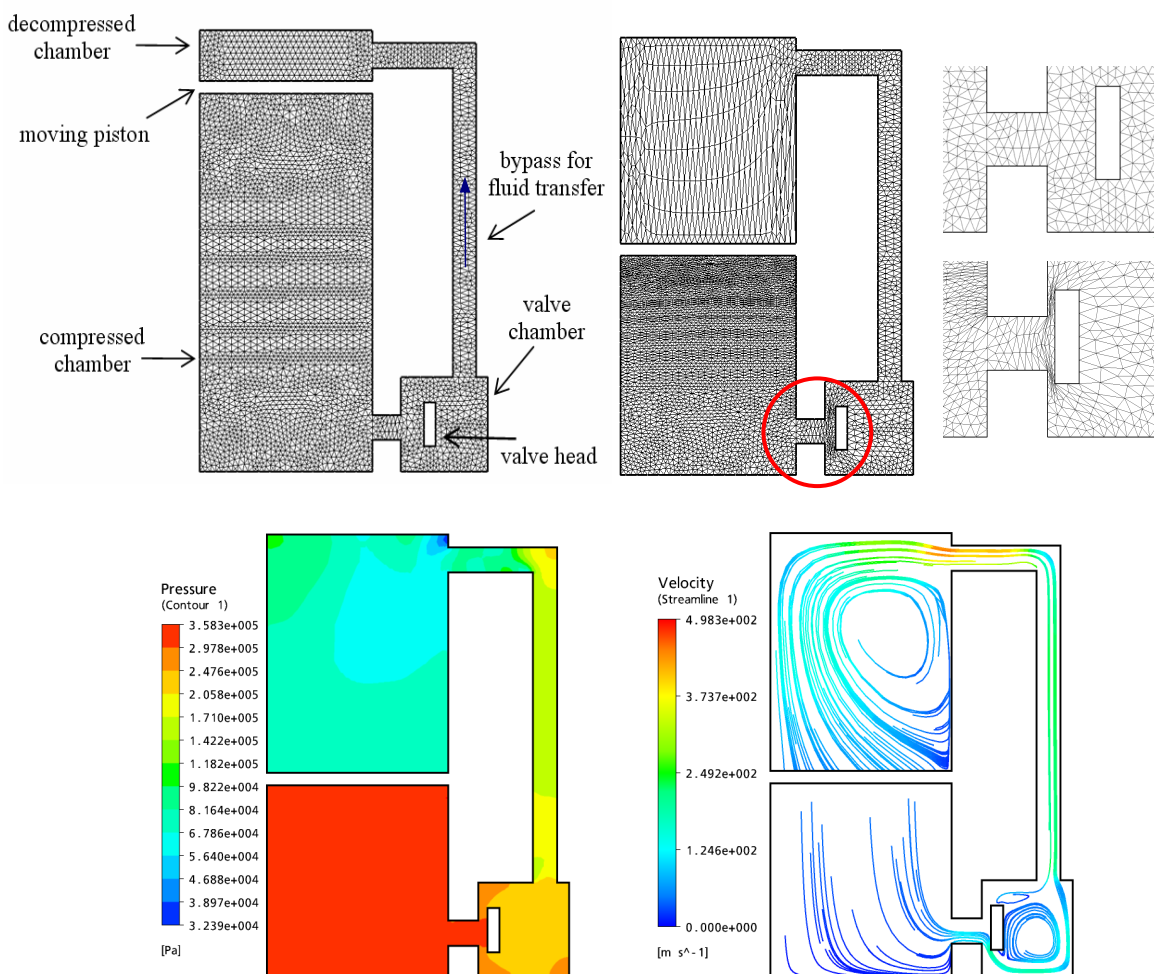 decompressed
chamber
moving piston
bypass for
fluid transfer
valve
chamber
compressed
chamber
valve head
Pressure
(Contour 1)
3.583e+005
2.978e+005
2.476e+005
2.058e+005
1.710e+005
1.422e+005
1.182e+005
9.822e+004
8.164e+004
6.786e+004
5.640e+004
4.688e+004
3.897e+004
3.239e+004
[Pa]
Velocity
(Streamline 1)
4.983e+002
3.737e+002
2.492e+002
1.246e+002
0.000e+000
[m s^-1]